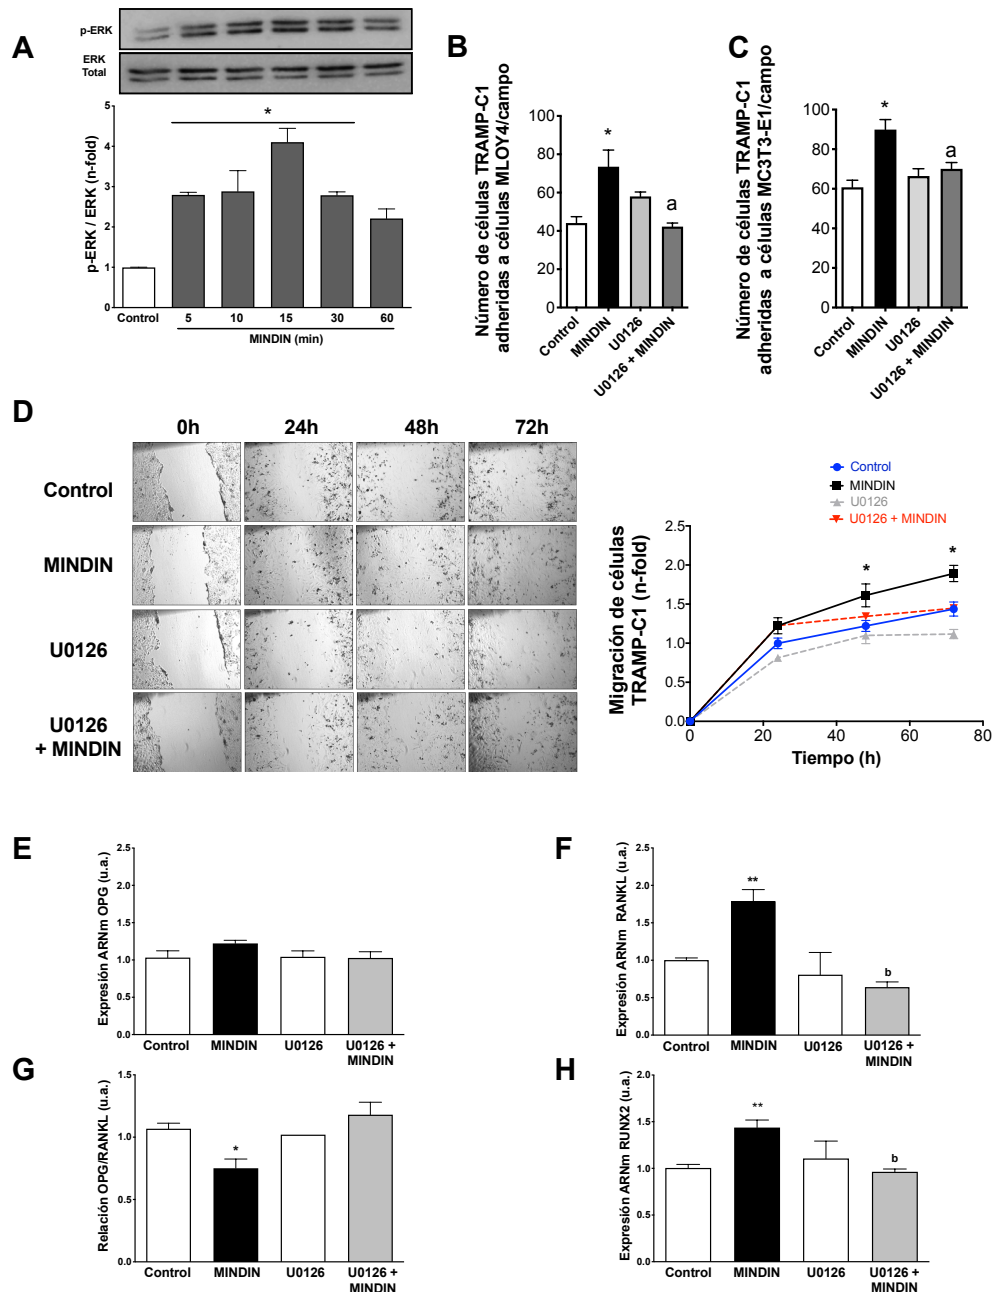 A
p-ERK
ERK
Total
p-ERK / ERK (n-fold)
5
4
3
2
1
0
*
Control
5
10
15
30
60
MINDIN (min)
B
Número de células TRAMP-C1
adheridas a células MLOY4/campo
100
80
60
40
20
0
*
a
Control
MINDIN
U0126
U0126 + MINDIN
C
Número de células TRAMP-C1
adheridas a células MC3T3-E1/campo
100
80
60
40
20
0
*
a
Control
MINDIN
U0126
U0126 + MINDIN
D
0h
24h
48h
72h
Control
MINDIN
U0126
U0126
+ MINDIN
Control
MINDIN
U0126
U0126 + MINDIN
Migración de células
TRAMP-C1 (n-fold)
2.5
2.0
1.5
1.0
0.5
0.0
*
*
0
20
40
60
80
Tiempo (h)
E
Expresión ARNm OPG (u.a.)
2.5
2.0
1.5
1.0
0.5
0.0
Control
MINDIN
U0126
U0126 +
MINDIN
F
Expresión ARNm RANKL (u.a.)
2.5
2.0
1.5
1.0
0.5
0.0
**
b
Control
MINDIN
U0126
U0126 +
MINDIN
G
Relación OPG/RANKL (u.a.)
1.5
1.0
0.5
0.0
*
Control
MINDIN
U0126
U0126 +
MINDIN
H
Expresión ARNm RUNX2 (u.a.)
2.0
1.5
1.0
0.5
0.0
**
b
Control
MINDIN
U0126
U0126 +
MINDIN